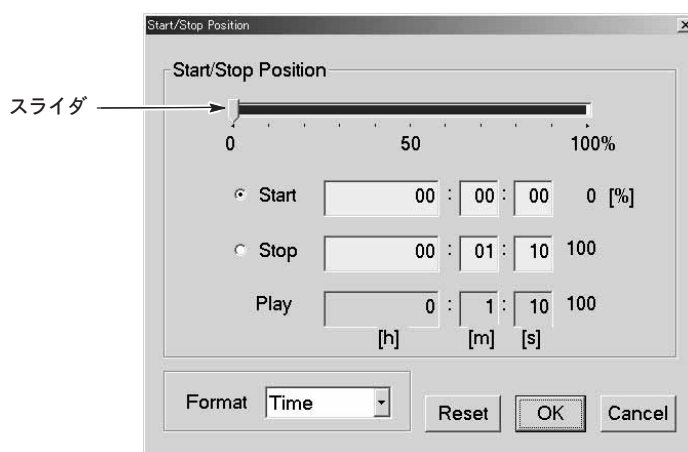 Start/Stop Position
Start/Stop Position
スライダ
0 50 100%
Start 00 : 00 : 00 0 [%]
Stop 00 : 01 : 10 100
Play 0 : 1 : 10 100
[h] [m] [s]
Format Time
Reset OK Cancel